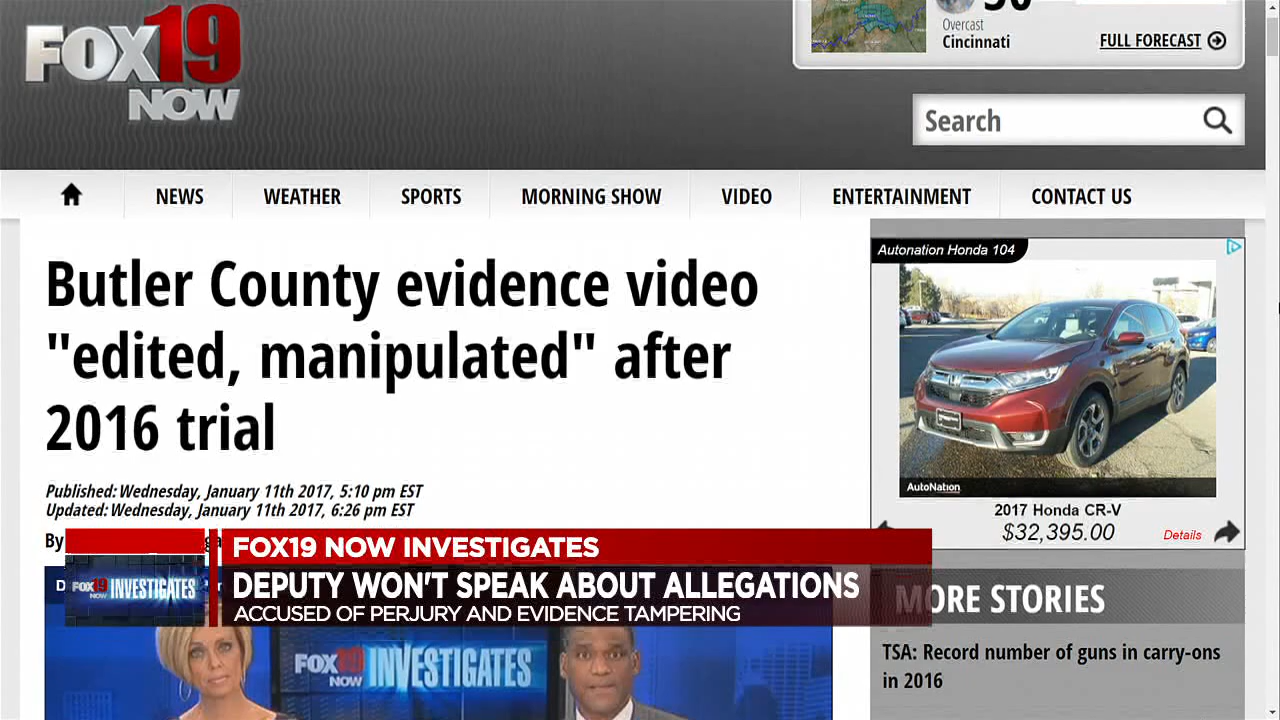 FOX19
NOW
Overcast
Cincinnati
FULL FORECAST
Search
NEWS
WEATHER
SPORTS
MORNING SHOW
VIDEO
ENTERTAINMENT
CONTACT US
Butler County evidence video
"edited, manipulated" after
2016 trial
Published: Wednesday, January 11th 2017, 5:10 pm EST
Updated: Wednesday, January 11th 2017, 6:26 pm EST
By
Autonation Honda 104
AutoNation
2017 Honda CR-V
$32,395.00
Details
FOX19 NOW INVESTIGATES
DEPUTY WON'T SPEAK ABOUT ALLEGATIONS
ACCUSED OF PERJURY AND EVIDENCE TAMPERING
FOX19
NOW
INVESTIGATES
MORE STORIES
TSA: Record number of guns in carry-ons
in 2016
FOX19
NOW
INVESTIGATES